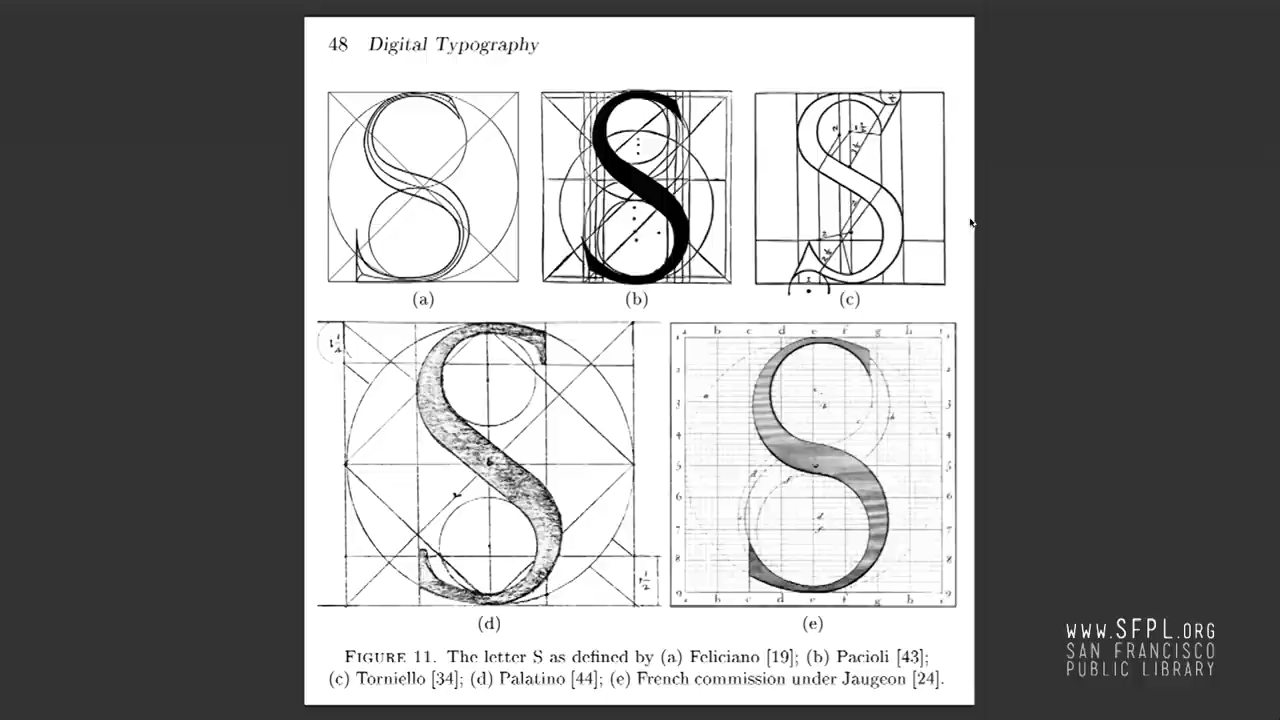 48 Digital Typography
(a)
(b)
(c)
(d)
(e)
FIGURE 11. The letter S as defined by (a) Feliciano [19]; (b) Pacioli [43];
(c) Torniello [34]; (d) Palatino [44]; (e) French commission under Jaugeon [24].
WWW.SFPL.ORG
SAN FRANCISCO
PUBLIC LIBRARY